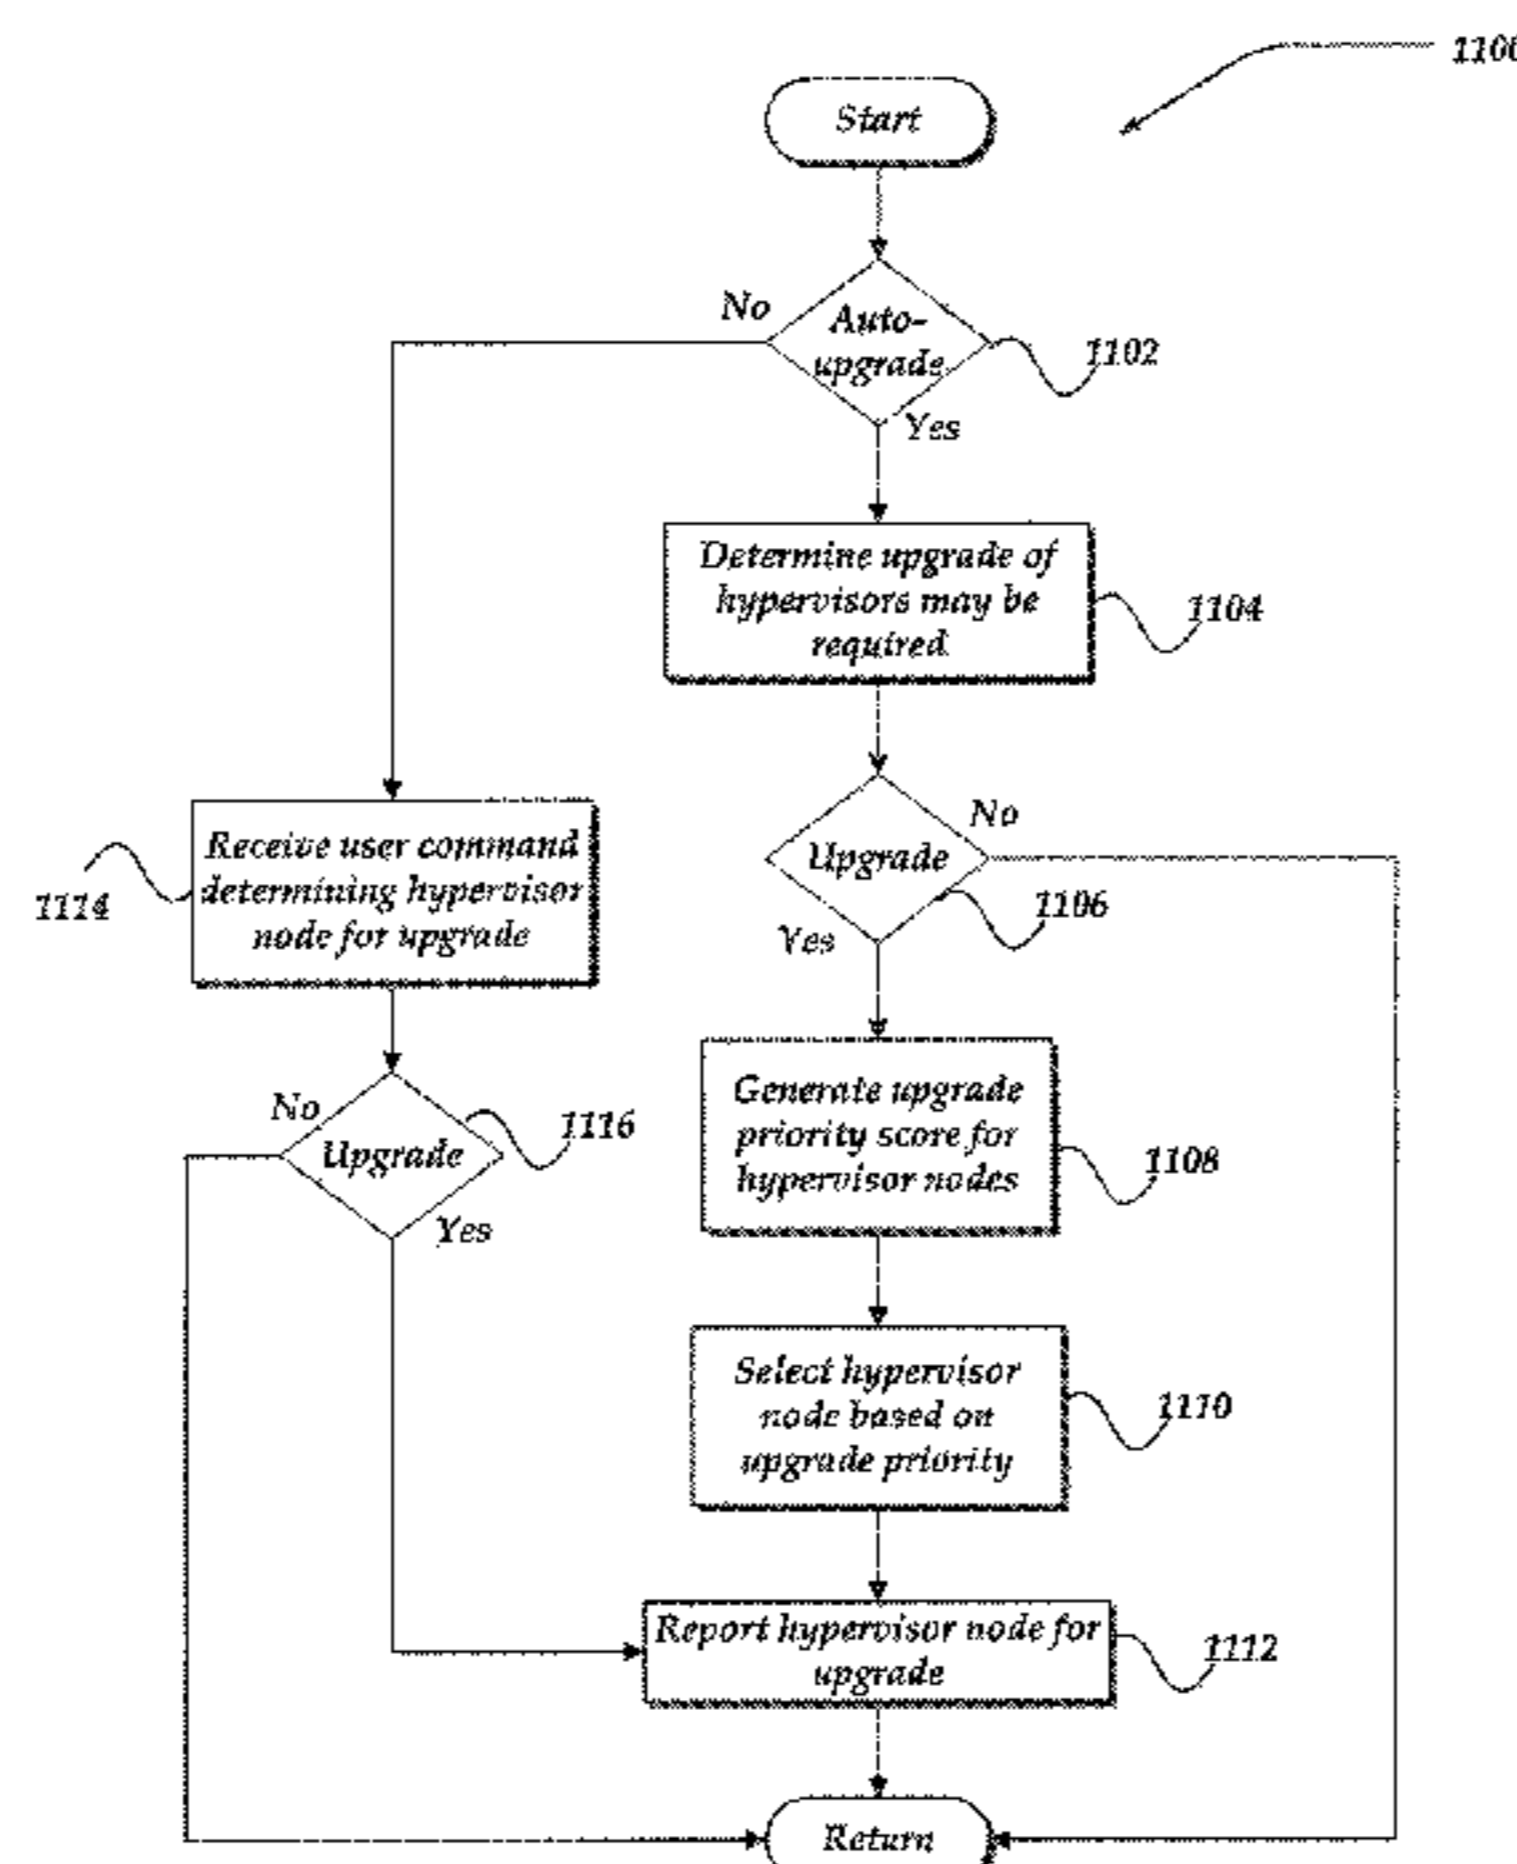 1100
Start
No
Auto-
upgrade
1102
Yes
Determine upgrade of
hypervisors may be
required
1104
Receive user command
determining hypervisor
node for upgrade
1114
No
Upgrade
1106
Yes
Generate upgrade
priority score for
hypervisor nodes
1108
No
Upgrade
1116
Yes
Select hypervisor
node based on
upgrade priority
1110
Report hypervisor node for
upgrade
1112
Return